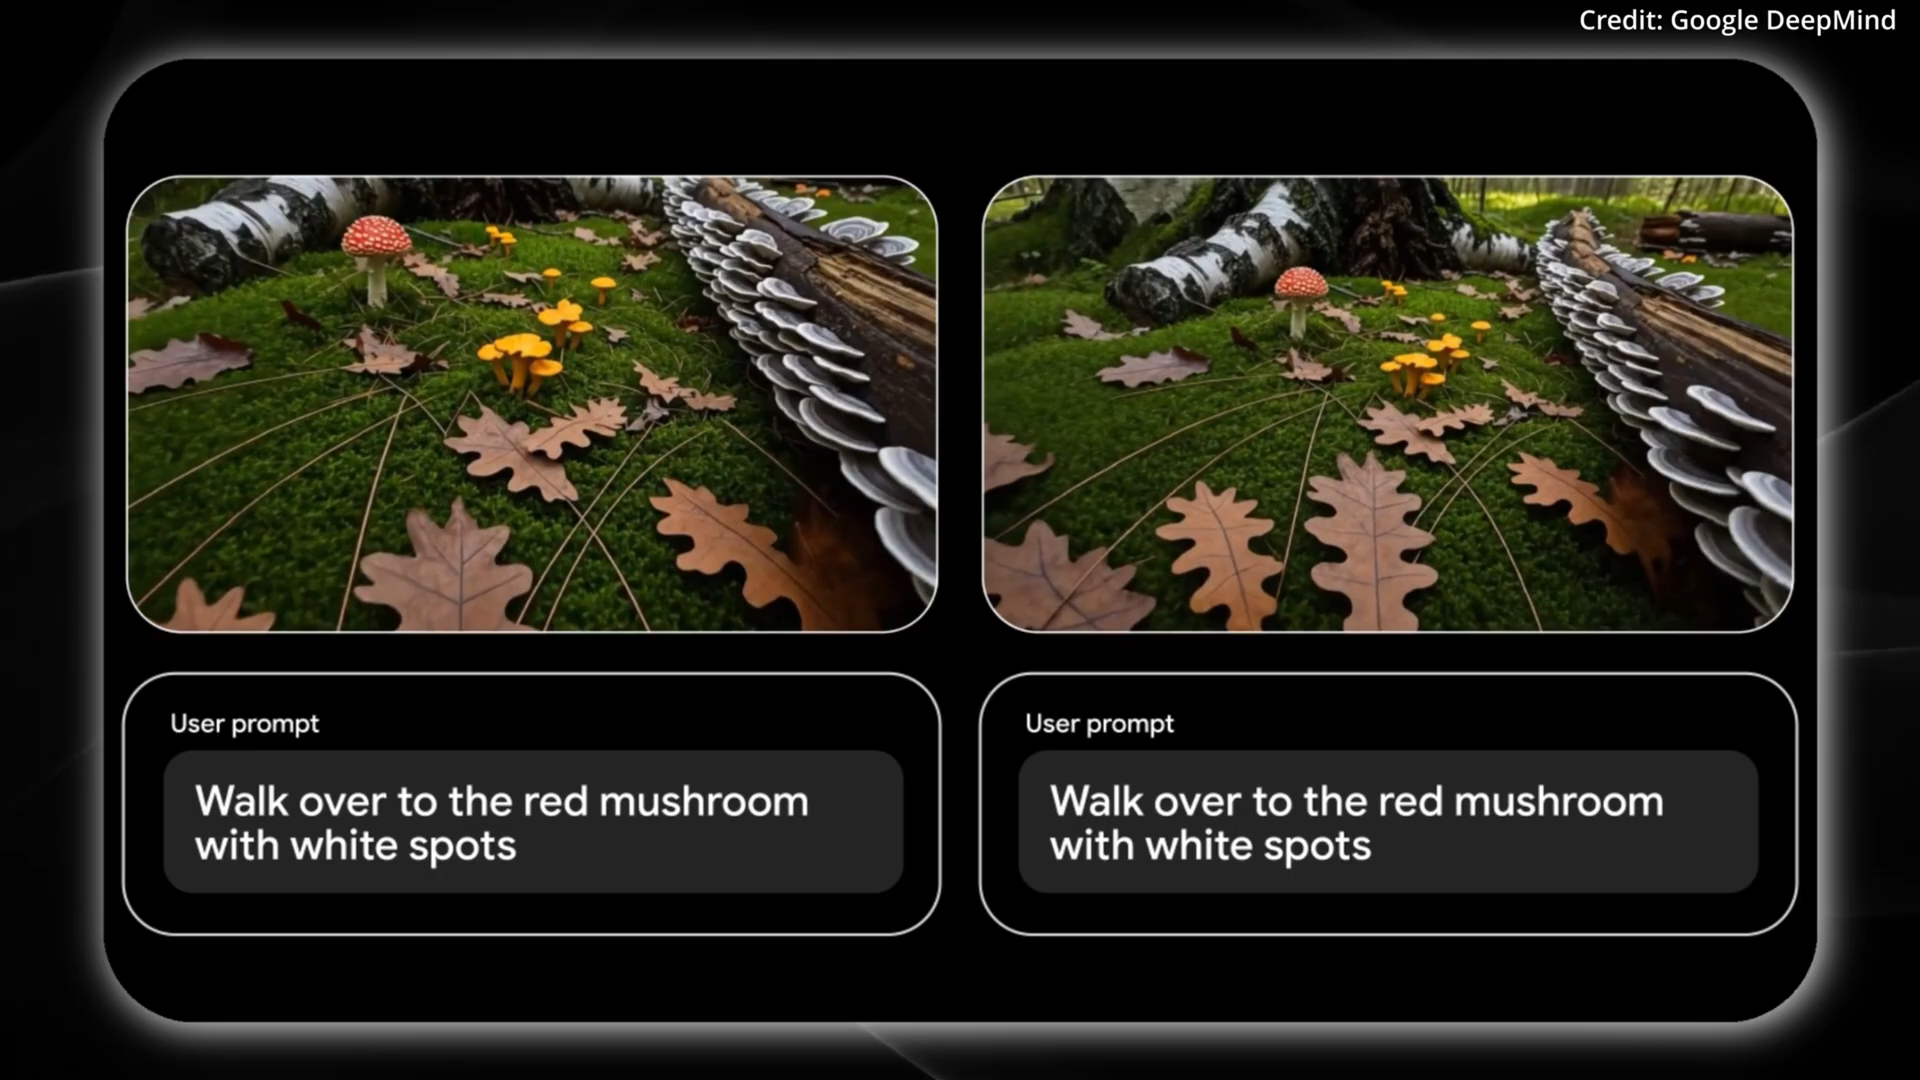 Credit: Google DeepMind
User prompt
Walk over to the red mushroom
with white spots
User prompt
Walk over to the red mushroom
with white spots